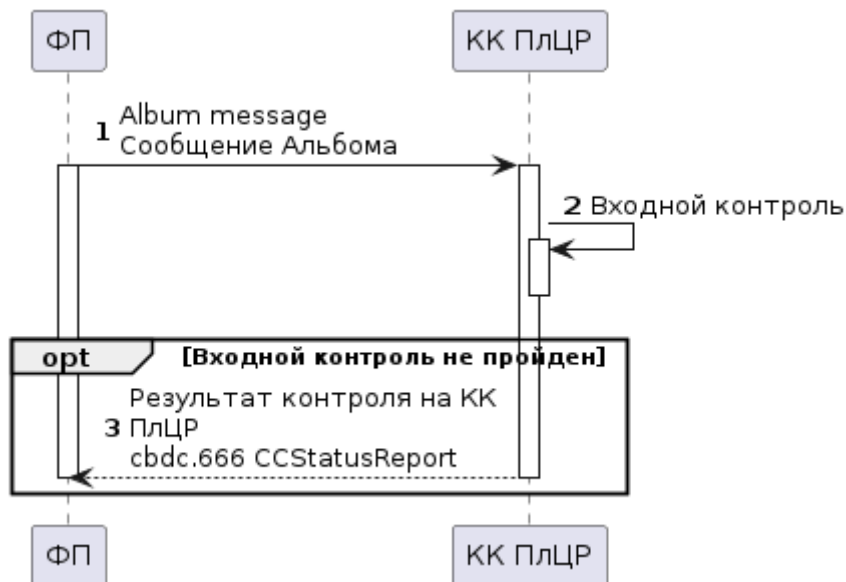 ФП
КК ПлЦР
1
Album message
Сообщение Альбома
2 Входной контроль
opt
[Входной контроль не пройден]
Результат контроля на КК
3 ПлЦР
cbdc.666 CCStatusReport
ФП
КК ПлЦР